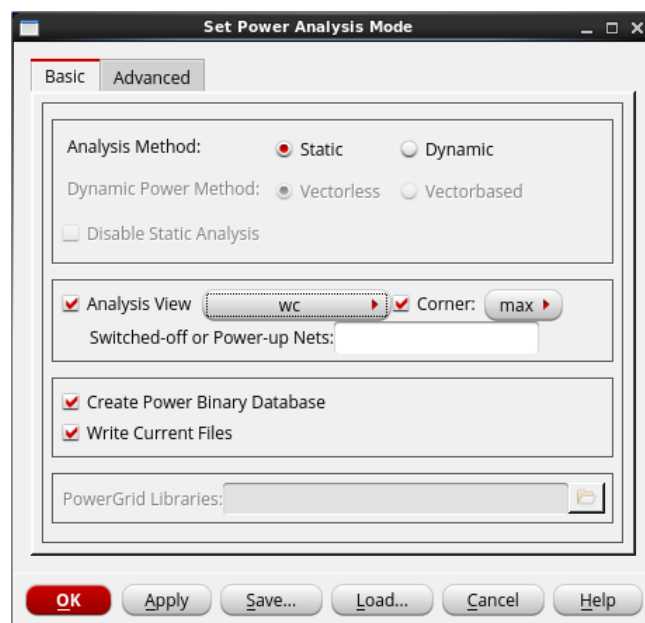 Set Power Analysis Mode
Basic Advanced
Analysis Method: Static Dynamic
Dynamic Power Method: Vectorless Vectorbased
Disable Static Analysis
Analysis View wc Corner: max
Switched-off or Power-up Nets:
Create Power Binary Database
Write Current Files
PowerGrid Libraries:
OK Apply Save... Load... Cancel Help